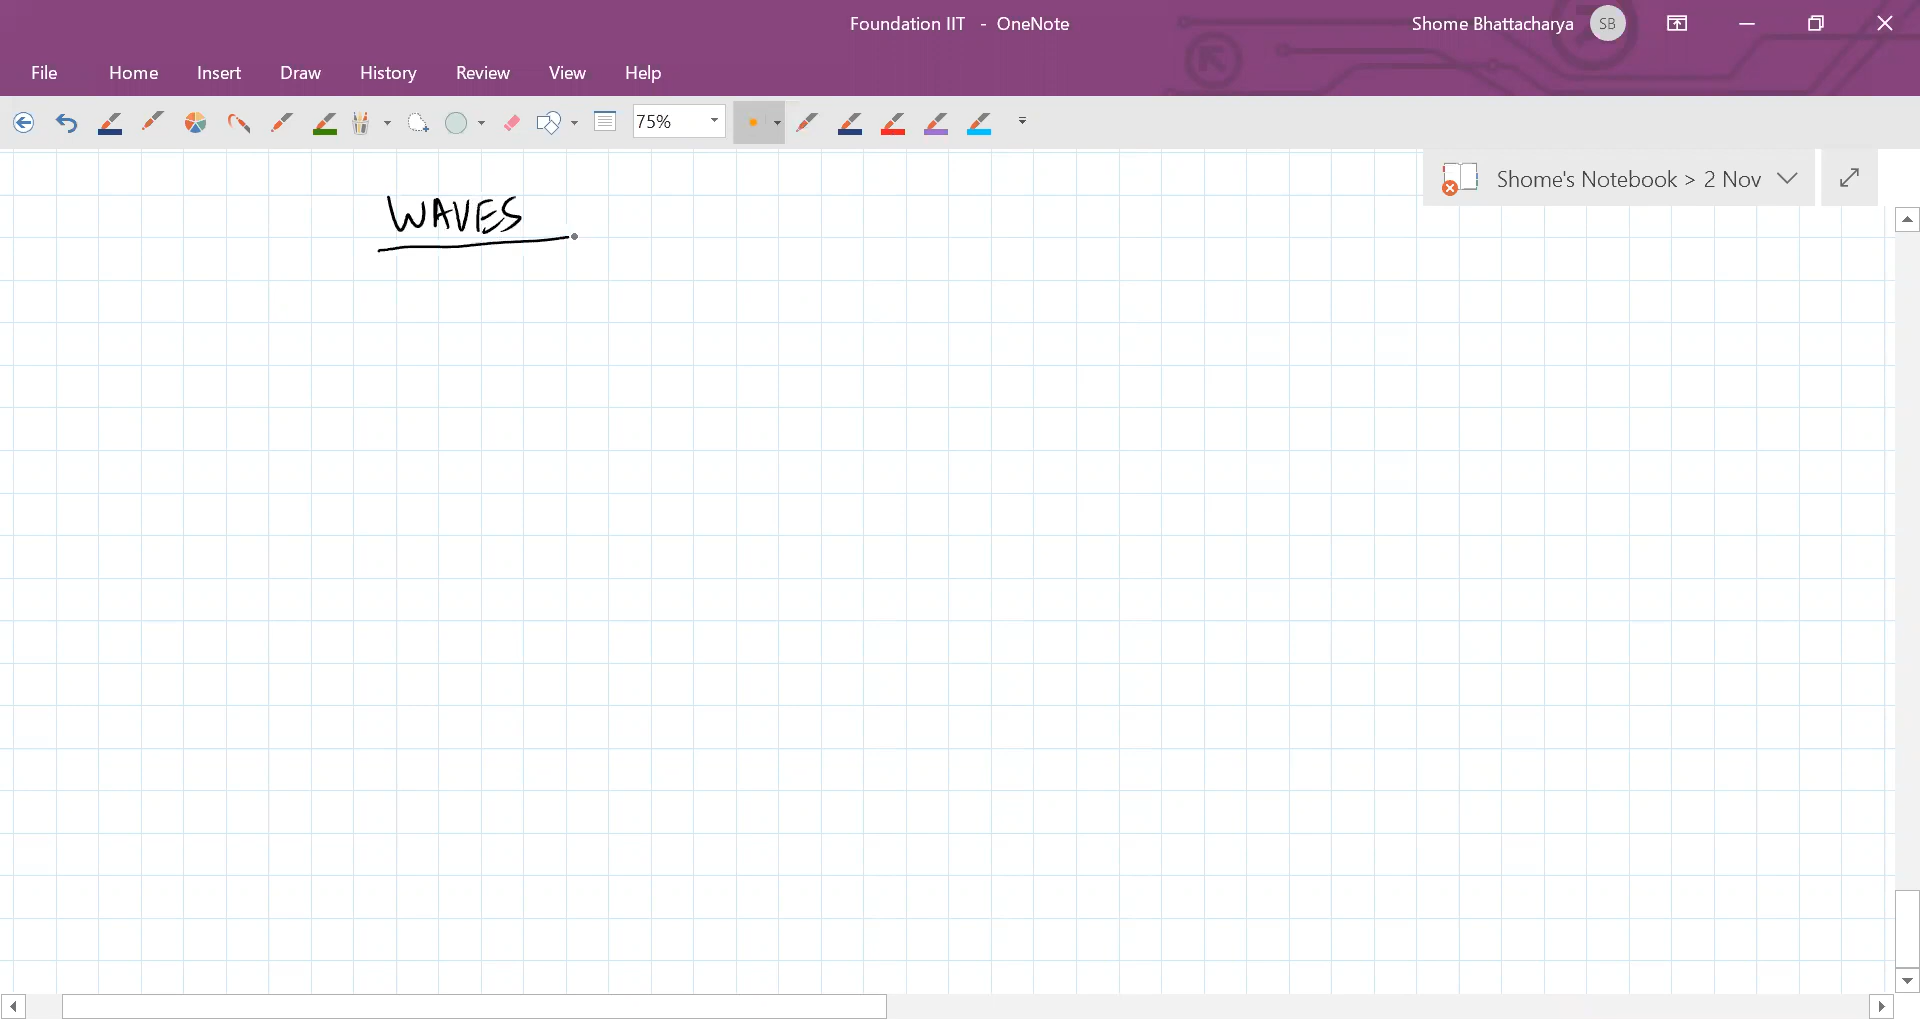 Foundation IIT - OneNote
Shome Bhattacharya SB
File Home Insert Draw History Review View Help
75%
Shome's Notebook > 2 Nov
WAVES